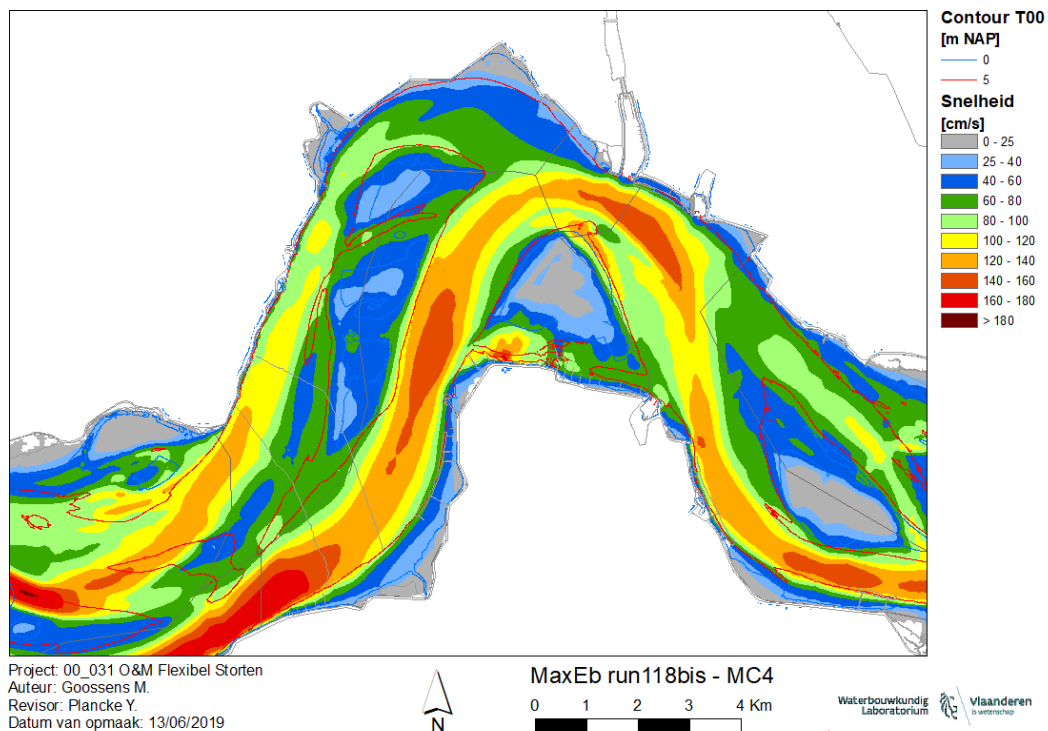 Contour T00
[m NAP]
0
5
Snelheid
[cm/s]
0 - 25
25 - 40
40 - 60
60 - 80
80 - 100
100 - 120
120 - 140
140 - 160
160 - 180
> 180
Project: 00_031 O&M Flexibel Storten
Auteur: Goossens M.
Revisor: Plancke Y.
Datum van opmaak: 13/06/2019
N
MaxEb run118bis - MC4
0 1 2 3 4 Km
Waterbouwkundig
Laboratorium
Vlaanderen
is wetenschap